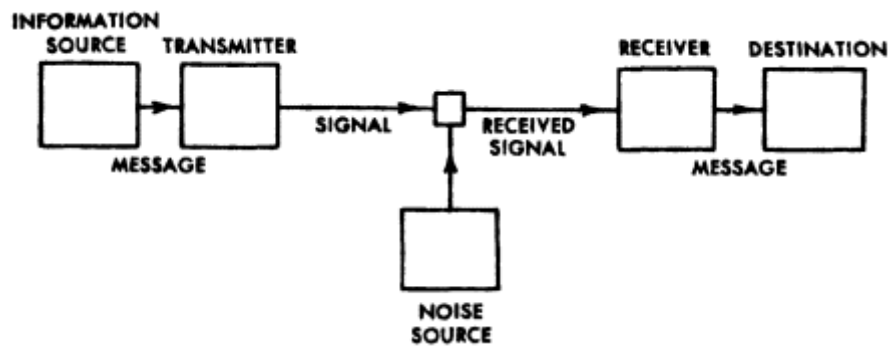 INFORMATION
SOURCE
TRANSMITTER
RECEIVER
DESTINATION
SIGNAL
RECEIVED
SIGNAL
MESSAGE
MESSAGE
NOISE
SOURCE